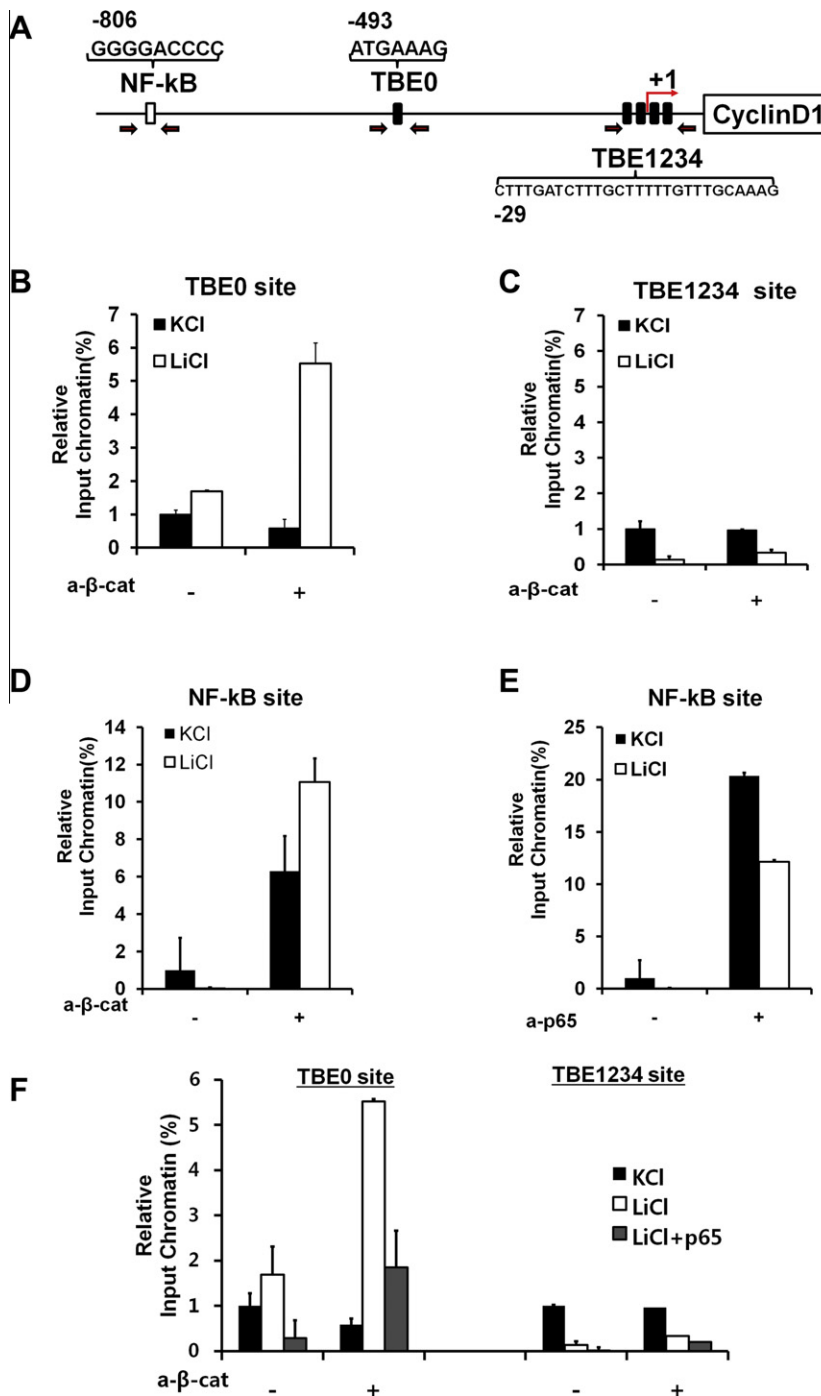 A
-806
GGGGACCCC
NF-kB
-493
ATGAAAG
TBE0
+1
CyclinD1
TBE1234
CTTTGATCTTTGCTTTTTGTTTGCAAAG
-29
B
TBE0 site
Relative
Input chromatin(%)
7
6
5
4
3
2
1
0
KCl
LiCl
a-β-cat
-
+
C
TBE1234 site
Relative
Input Chromatin(%)
7
6
5
4
3
2
1
0
KCl
LiCl
a-β-cat
-
+
D
NF-kB site
Relative
Input Chromatin(%)
14
12
10
8
6
4
2
0
KCl
LiCl
a-β-cat
-
+
E
NF-kB site
Relative
Input Chromatin(%)
25
20
15
10
5
0
KCl
LiCl
a-p65
-
+
F
TBE0 site
TBE1234 site
Relative
Input Chromatin (%)
6
5
4
3
2
1
0
KCl
LiCl
LiCl+p65
a-β-cat
-
+
-
+